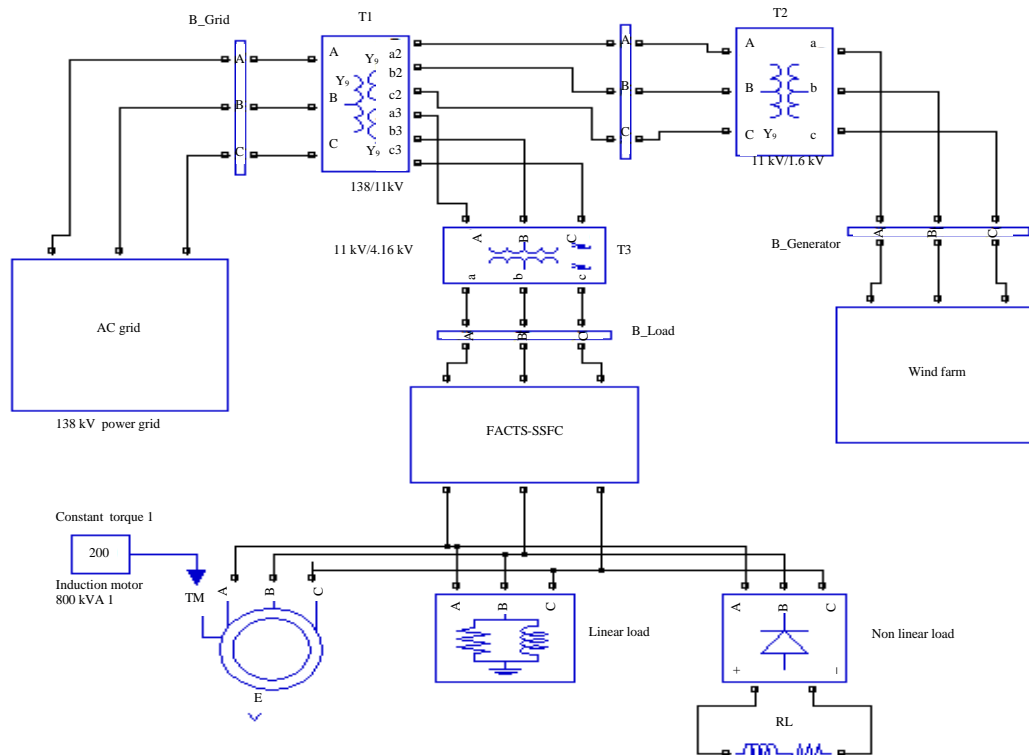 B_Grid
T1
T2
A
B
C
A
B
C
Y9
Y9
Y9
a2
b2
c2
a3
b3
c3
138/11kV
A
B
C
A
B
C
Y9
a
b
c
11 kV/1.6 kV
11 kV/4.16 kV
A
B
C
a
b
c
T3
B_Generator
A
B
C
A
B
C
B_Load
AC grid
138 kV power grid
FACTS-SSFC
Wind farm
Constant torque 1
200
Induction motor
800 kVA 1
TM
A
B
C
E
A
B
C
Linear load
A
B
C
+
Non linear load
RL